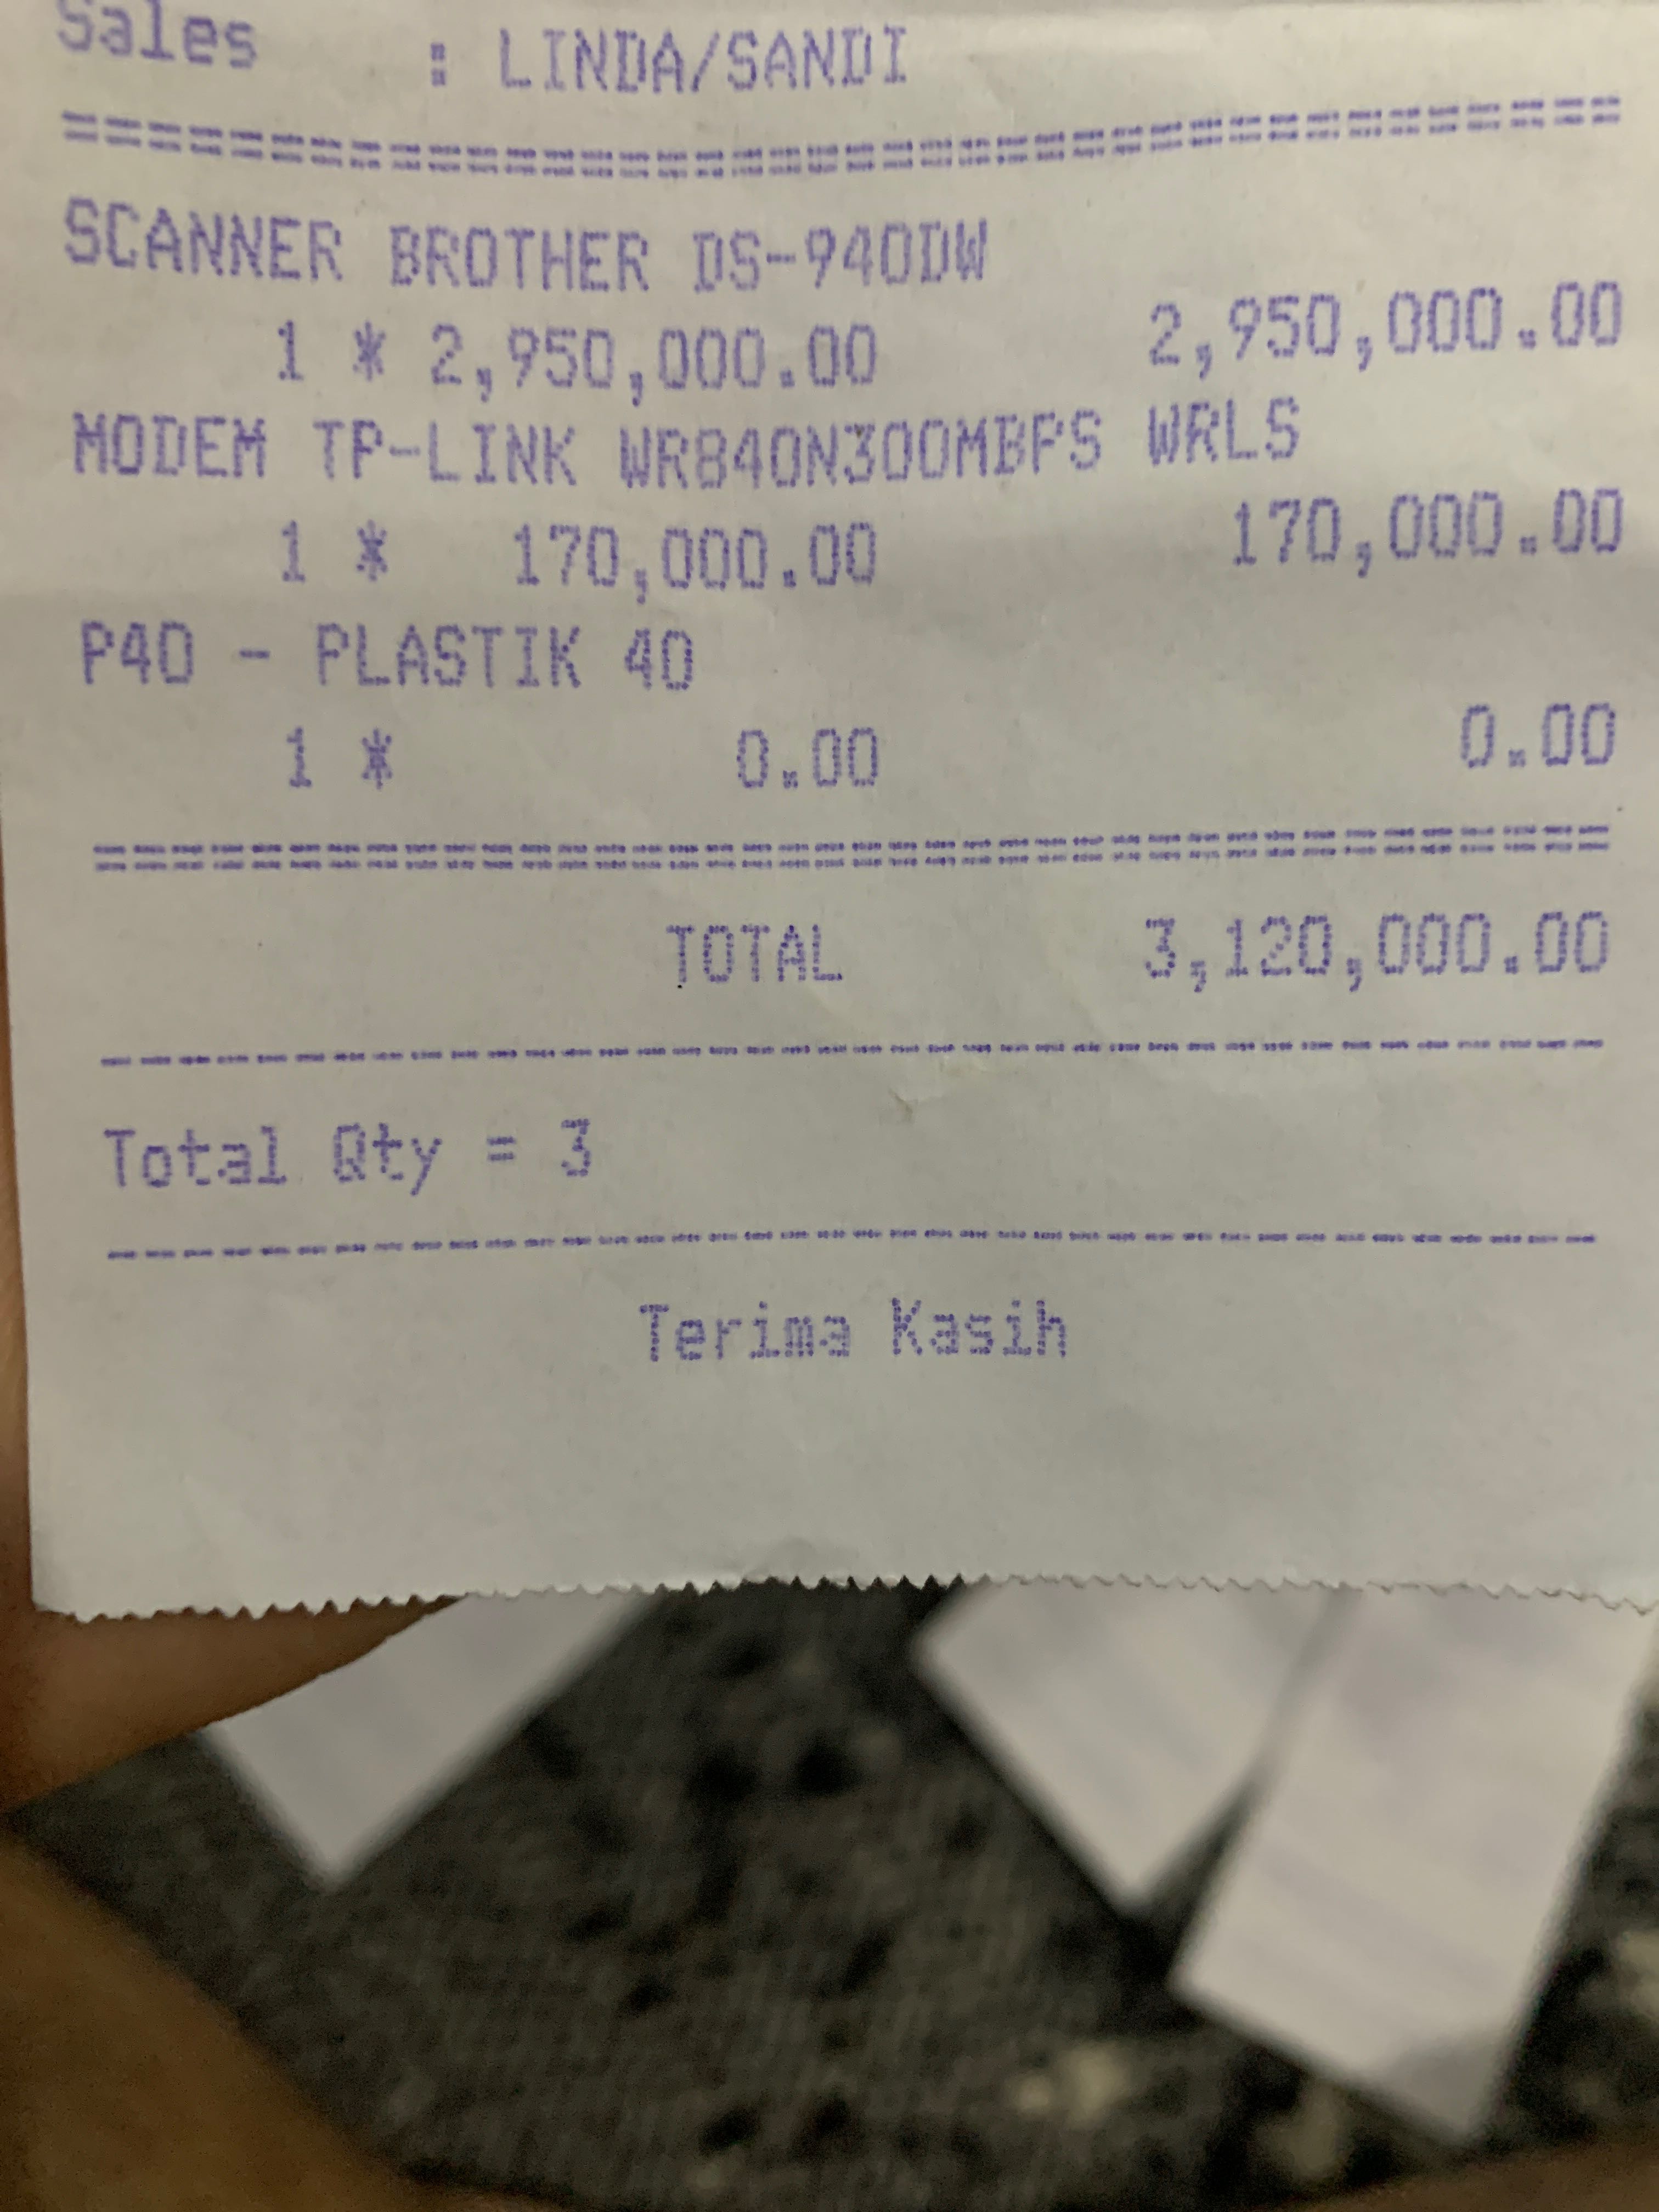 Sales : LINDA/SANDI
SCANNER BROTHER DS-940DW
1 * 2,950,000.00 2,950,000.00
MODEM TP-LINK WR840N300MBPS WRLS
1 * 170,000.00 170,000.00
P40 - PLASTIK 40
1 * 0.00 0.00
TOTAL 3,120,000.00
Total Qty = 3
Terima Kasih